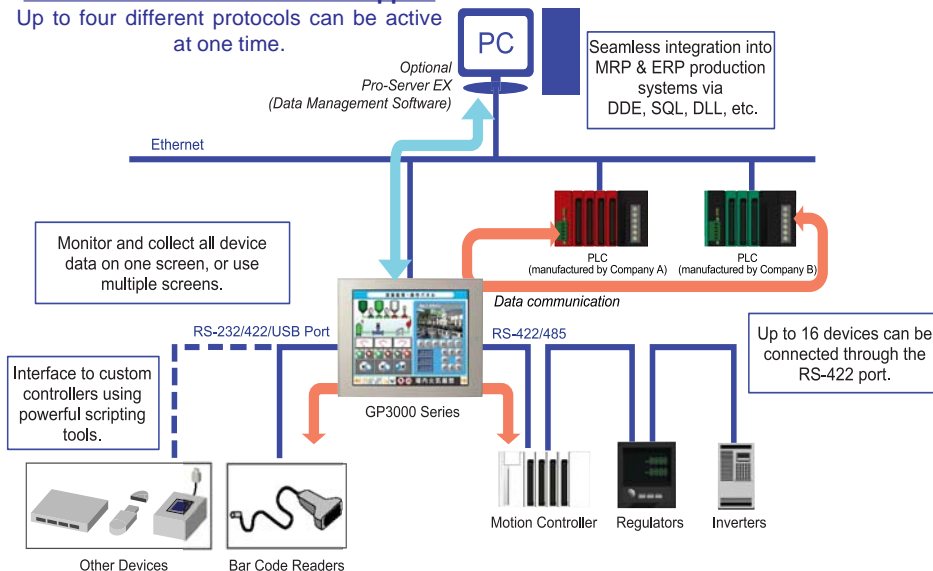 Up to four different protocols can be active
at one time.
PC
Optional
Pro-Server EX
(Data Management Software)
Seamless integration into
MRP & ERP production
systems via
DDE, SQL, DLL, etc.
Ethernet
Monitor and collect all device
data on one screen, or use
multiple screens.
PLC
(manufactured by Company A)
PLC
(manufactured by Company B)
Data communication
RS-232/422/USB Port
RS-422/485
Up to 16 devices can be
connected through the
RS-422 port.
Interface to custom
controllers using
powerful scripting
tools.
GP3000 Series
Motion Controller
Regulators
Inverters
Other Devices
Bar Code Readers